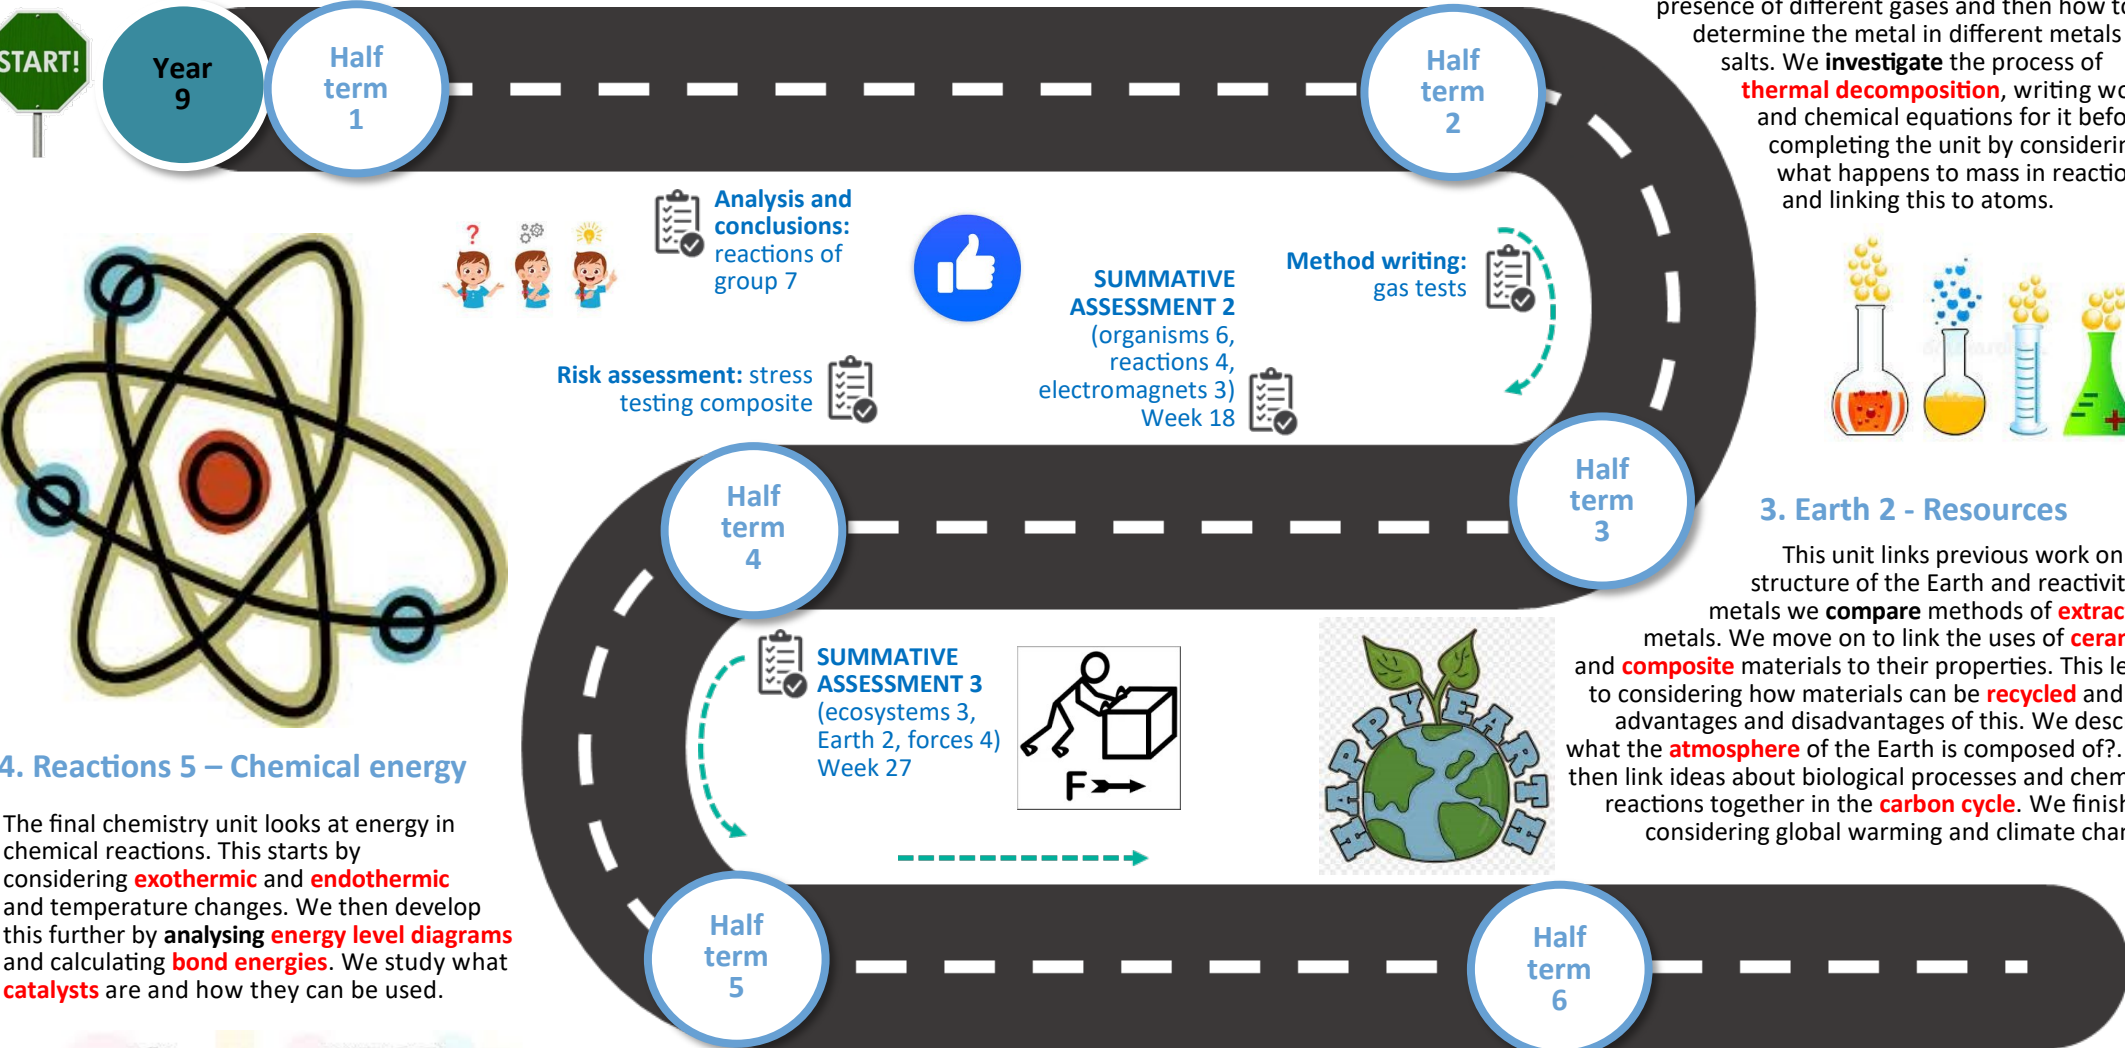 START!
Year
9
Half
term
1
Half
term
2
presence of different gases and then how to
determine the metal in different metals
salts. We investigate the process of
thermal decomposition, writing
and chemical equations for it
completing the unit by
what happens to mass in
and linking this to atoms.
Analysis and
conclusions:
reactions of
group 7
Method writing:
gas tests
SUMMATIVE
ASSESSMENT 2
(organisms 6,
reactions 4,
electromagnets 3)
Week 18
Risk assessment: stress
testing composite
Half
term
3
Half
term
4
3. Earth 2 - Resources
This unit links previous work on
structure of the Earth and
metals we compare methods of
metals. We move on to link the uses of
and composite materials to their properties. This
to considering how materials can be recycled and
advantages and disadvantages of this. We
what the atmosphere of the Earth is composed of?.
then link ideas about biological processes and
reactions together in the carbon cycle. We
considering global warming and climate
SUMMATIVE
ASSESSMENT 3
(ecosystems 3,
Earth 2, forces 4)
Week 27
F
HAPPY EARTH
4. Reactions 5 – Chemical energy
The final chemistry unit looks at energy in
chemical reactions. This starts by
considering exothermic and endothermic
and temperature changes. We then develop
this further by analysing energy level diagrams
and calculating bond energies. We study what
catalysts are and how they can be used.
Half
term
5
Half
term
6